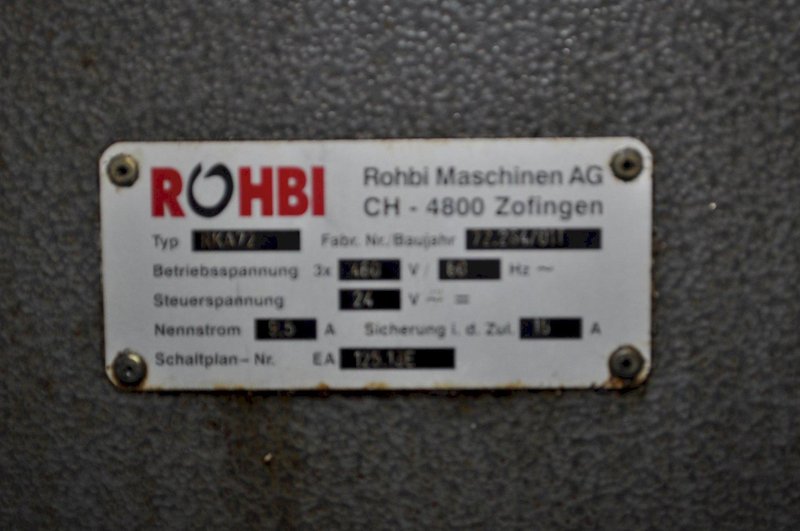 ROHBI
Rohbi Maschinen AG
CH - 4800 Zofingen
Typ Fabr. Nr./Baujahr
Betriebsspannung 3x 460 V/ 60 Hz ~
Steuerspannung 24 V ~ =
Nennstrom 9,5 A Sicherung i. d. Zul. A
Schaltplan- Nr. EA